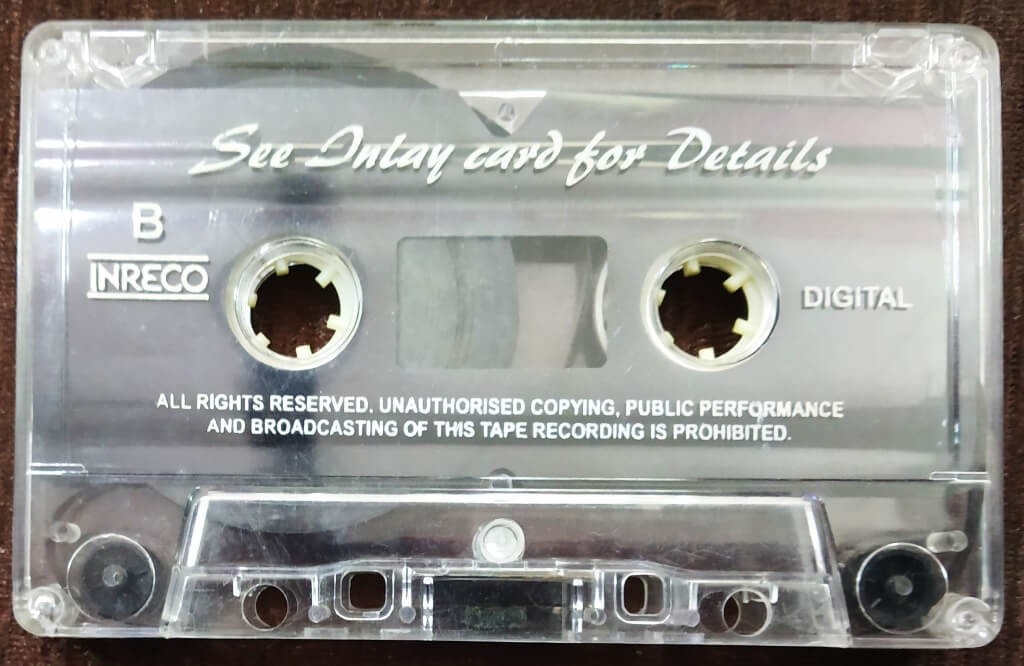 See Inlay card for Details
B
INRECO
DIGITAL
ALL RIGHTS RESERVED. UNAUTHORISED COPYING, PUBLIC PERFORMANCE
AND BROADCASTING OF THIS TAPE RECORDING IS PROHIBITED.